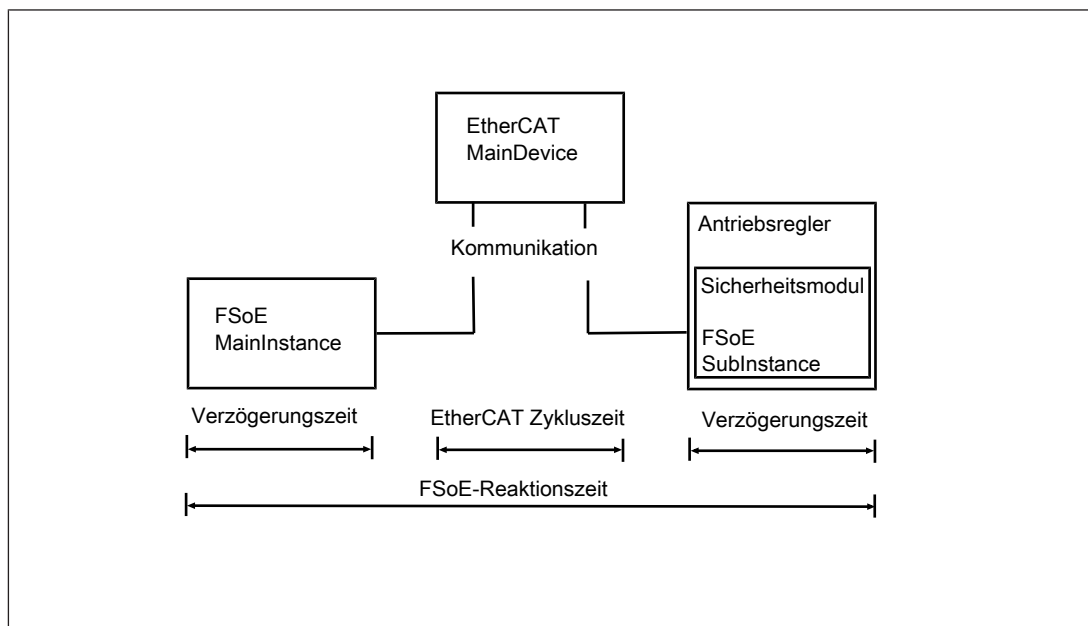 EtherCAT
MainDevice
Kommunikation
Antriebsregler
Sicherheitsmodul
FSoE
SubInstance
FSoE
MainInstance
Verzögerungszeit
EtherCAT Zykluszeit
Verzögerungszeit
FSoE-Reaktionszeit